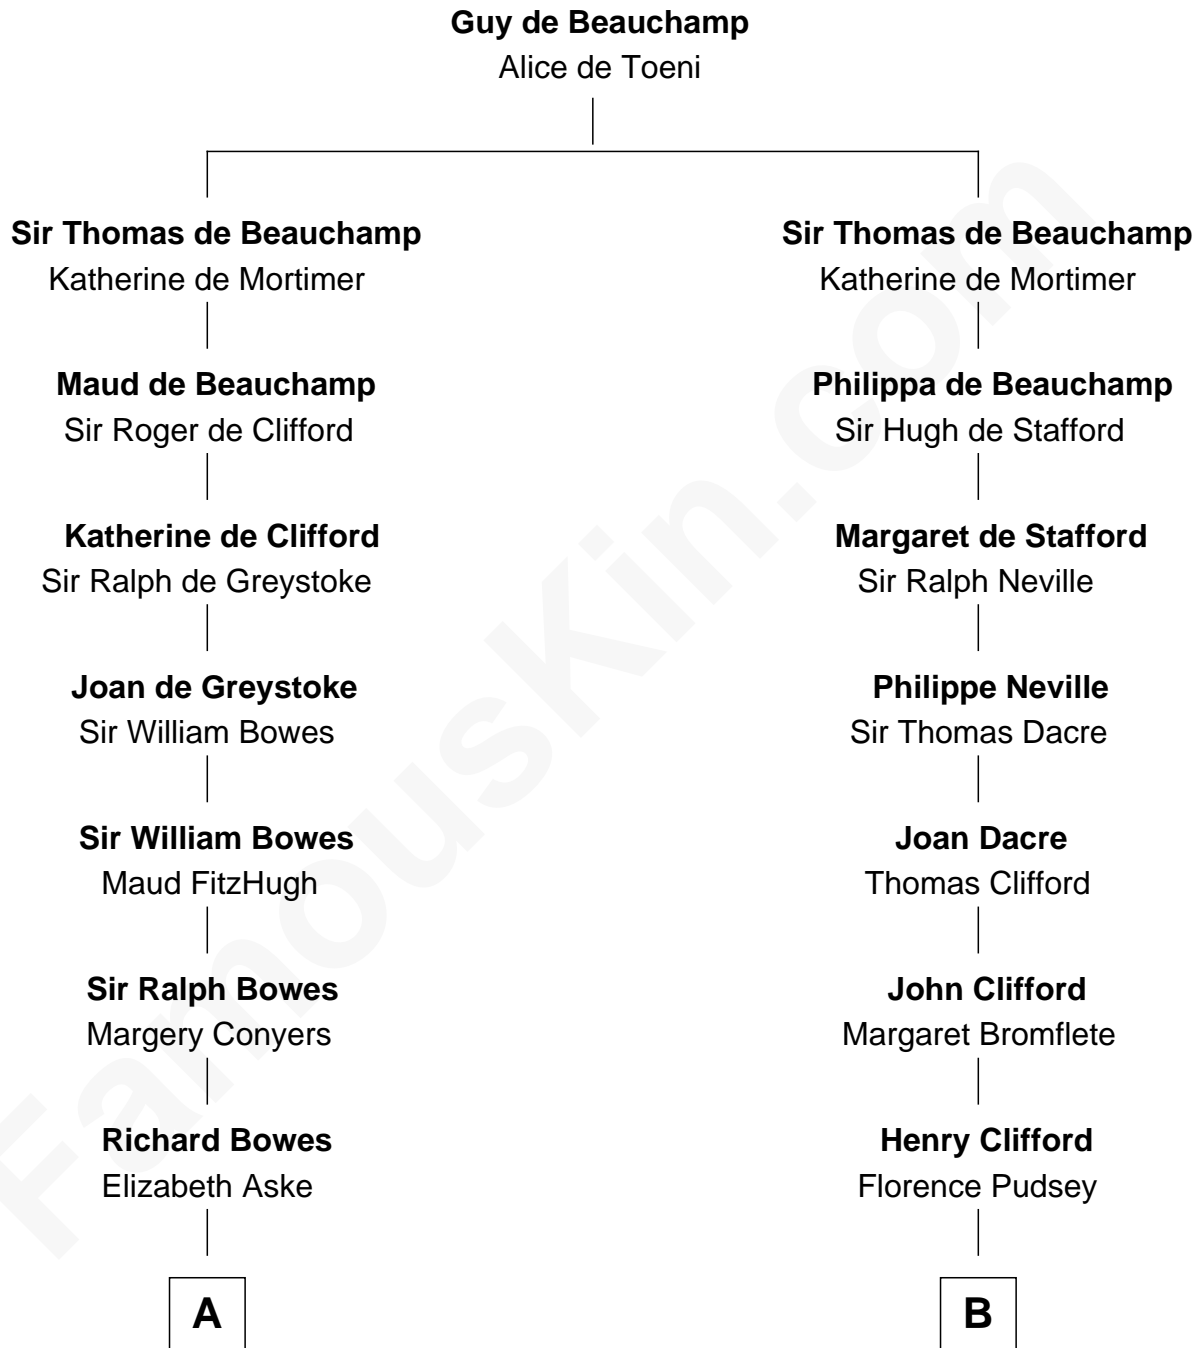 Guy de Beauchamp
Alice de Toeni
Sir Thomas de Beauchamp
Katherine de Mortimer
Sir Thomas de Beauchamp
Katherine de Mortimer
Maud de Beauchamp
Sir Roger de Clifford
Philippa de Beauchamp
Sir Hugh de Stafford
Katherine de Clifford
Sir Ralph de Greystoke
Margaret de Stafford
Sir Ralph Neville
Joan de Greystoke
Sir William Bowes
Philippe Neville
Sir Thomas Dacre
Sir William Bowes
Maud FitzHugh
Joan Dacre
Thomas Clifford
Sir Ralph Bowes
Margery Conyers
John Clifford
Margaret Bromflete
Richard Bowes
Elizabeth Aske
Henry Clifford
Florence Pudsey
A
B
FamousKin.com